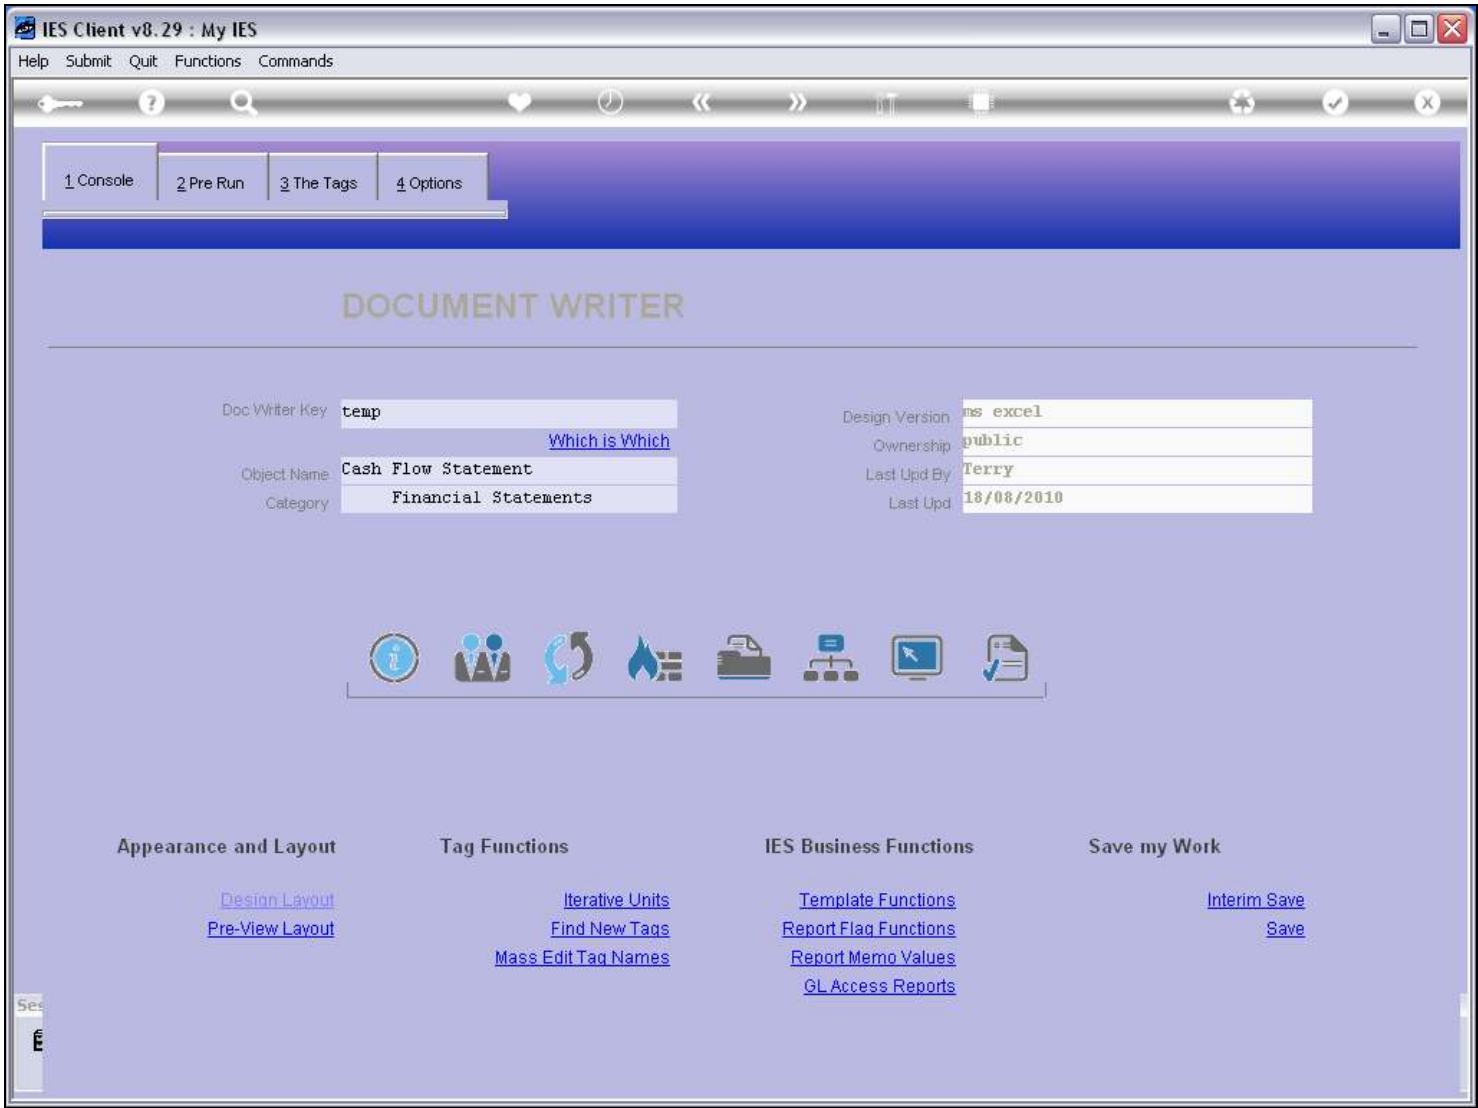 IES Client v8.29 : My IES
Help Submit Quit Functions Commands
1 Console 2 Pre Run 3 The Tags 4 Options
DOCUMENT WRITER
Doc Writer Key temp Design Version ms excel
Which is Which Ownership public
Object Name Cash Flow Statement Last Upd By Terry
Category Financial Statements Last Upd 18/08/2010
Appearance and Layout Tag Functions IES Business Functions Save my Work
Design Layout Iterative Units Template Functions Interim Save
Pre-View Layout Find New Tags Report Flag Functions Save
Mass Edit Tag Names Report Memo Values
GL Access Reports